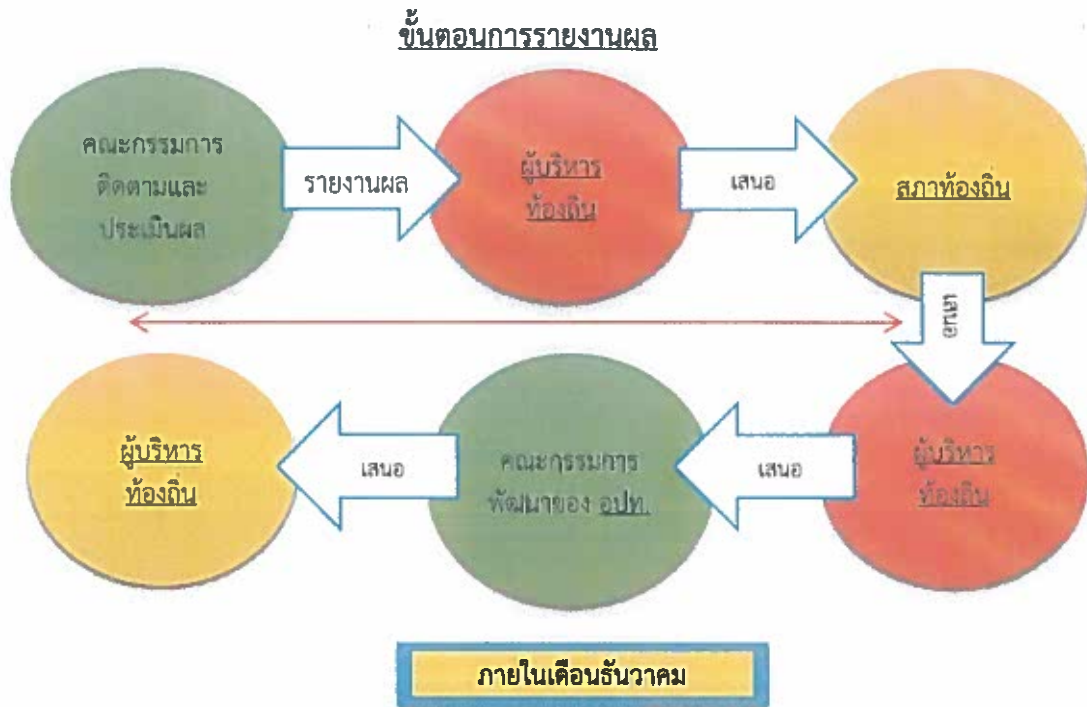 ขั้นตอนการรายงานผล
คณะกรรมการ
ติดตามและ
ประเมินผล
รายงานผล
ผู้บริหาร
ท้องถิ่น
เสนอ
สภาท้องถิ่น
เสนอ
ผู้บริหาร
ท้องถิ่น
เสนอ
คณะกรรมการ
พัฒนาของ อปท.
เสนอ
ผู้บริหาร
ท้องถิ่น
ภายในเดือนธันวาคม